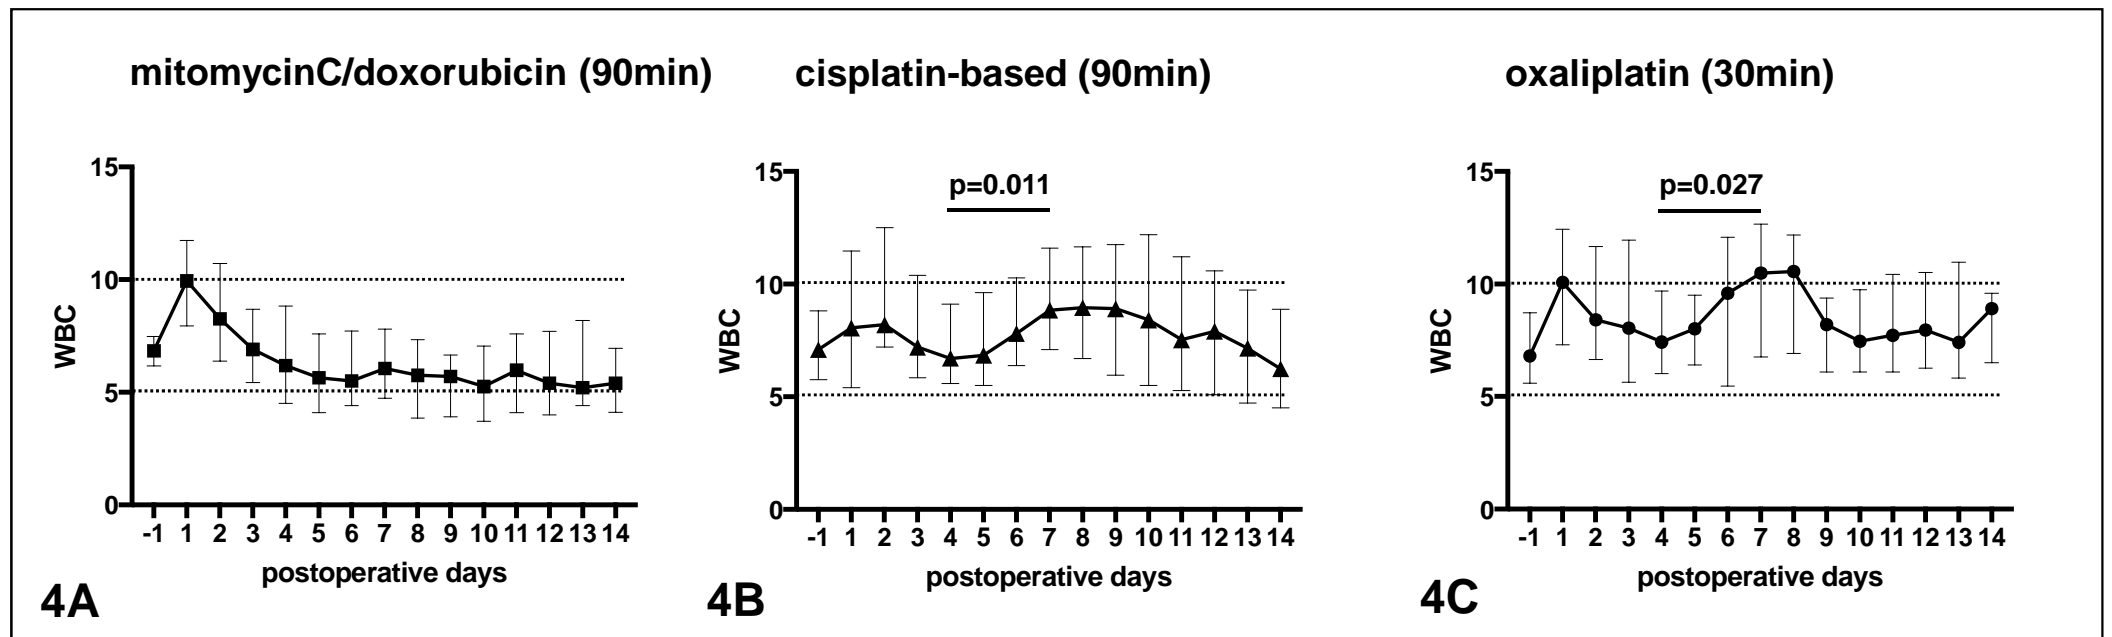 mitomycinC/doxorubicin (90min)
15
10
5
0
WBC
-1 1 2 3 4 5 6 7 8 9 10 11 12 13 14
postoperative days
4A
cisplatin-based (90min)
15
10
5
0
WBC
p=0.011
-1 1 2 3 4 5 6 7 8 9 10 11 12 13 14
postoperative days
4B
oxaliplatin (30min)
15
10
5
0
WBC
p=0.027
-1 1 2 3 4 5 6 7 8 9 10 11 12 13 14
postoperative days
4C